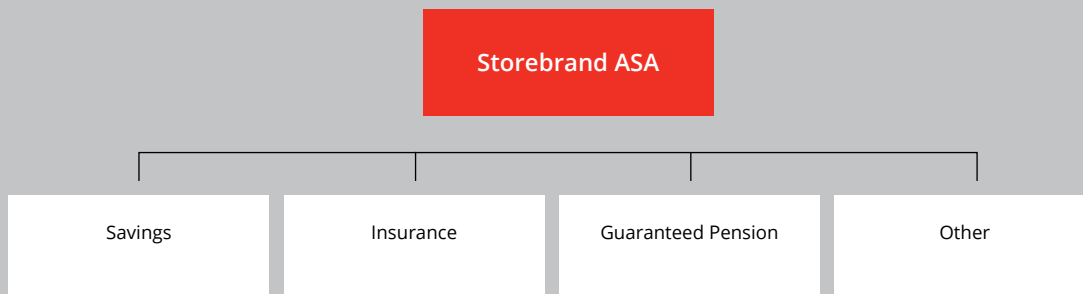 Storebrand ASA
Savings
Insurance
Guaranteed Pension
Other